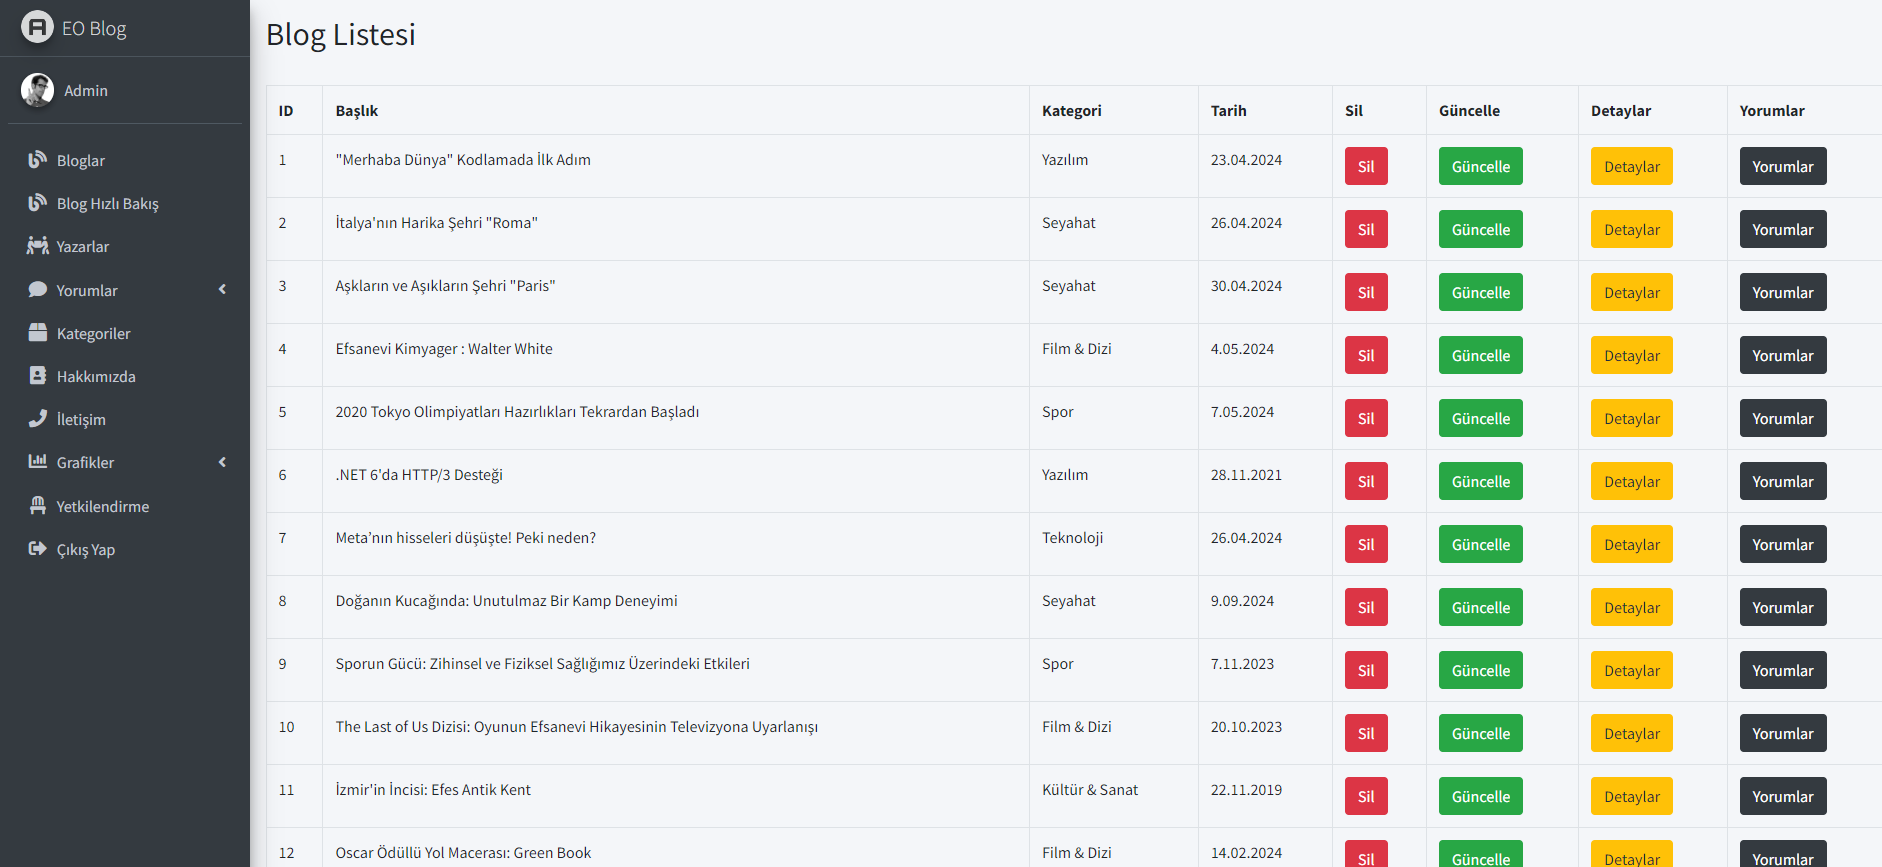 EO Blog
Admin
Bloglar
Blog Hızlı Bakış
Yazarlar
Yorumlar
Kategoriler
Hakkımızda
İletişim
Grafikler
Yetkilendirme
Çıkış Yap
Blog Listesi
ID Başlık Kategori Tarih Sil Güncelle Detaylar Yorumlar
1 "Merhaba Dünya" Kodlamada İlk Adım Yazılım 23.04.2024 Sil Güncelle Detaylar Yorumlar
2 İtalya'nın Harika Şehri "Roma" Seyahat 26.04.2024 Sil Güncelle Detaylar Yorumlar
3 Aşkların ve Aşıkların Şehri "Paris" Seyahat 30.04.2024 Sil Güncelle Detaylar Yorumlar
4 Efsanevi Kimyager : Walter White Film & Dizi 4.05.2024 Sil Güncelle Detaylar Yorumlar
5 2020 Tokyo Olimpiyatları Hazırlıkları Tekrardan Başladı Spor 7.05.2024 Sil Güncelle Detaylar Yorumlar
6 .NET 6'da HTTP/3 Desteği Yazılım 28.11.2021 Sil Güncelle Detaylar Yorumlar
7 Meta’nın hisseleri düşüşte! Peki neden? Teknoloji 26.04.2024 Sil Güncelle Detaylar Yorumlar
8 Doğanın Kucağında: Unutulmaz Bir Kamp Deneyimi Seyahat 9.09.2024 Sil Güncelle Detaylar Yorumlar
9 Sporun Gücü: Zihinsel ve Fiziksel Sağlığımız Üzerindeki Etkileri Spor 7.11.2023 Sil Güncelle Detaylar Yorumlar
10 The Last of Us Dizisi: Oyunun Efsanevi Hikayesinin Televizyona Uyarlanışı Film & Dizi 20.10.2023 Sil Güncelle Detaylar Yorumlar
11 İzmir'in İncisi: Efes Antik Kent Kültür & Sanat 22.11.2019 Sil Güncelle Detaylar Yorumlar
12 Oscar Ödüllü Yol Macerası: Green Book Film & Dizi 14.02.2024 Sil Güncelle Detaylar Yorumlar